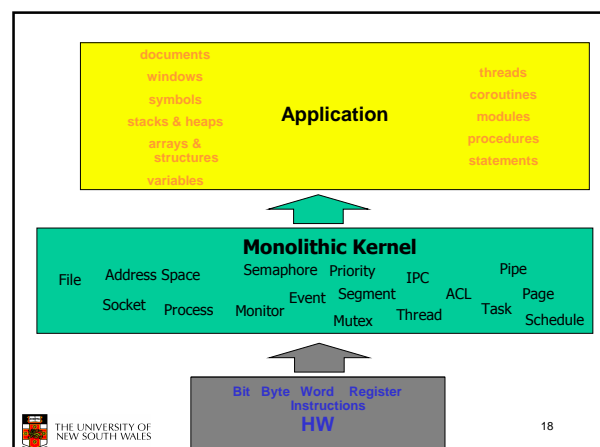 documents
windows
symbols
stacks & heaps
arrays &
structures
variables
Application
threads
coroutines
modules
procedures
statements
Monolithic Kernel
File
Address Space
Semaphore
Priority
IPC
Pipe
Socket
Process
Monitor
Event
Segment
ACL
Page
Mutex
Thread
Task
Schedule
Bit Byte Word Register
Instructions
HW
THE UNIVERSITY OF
NEW SOUTH WALES
18